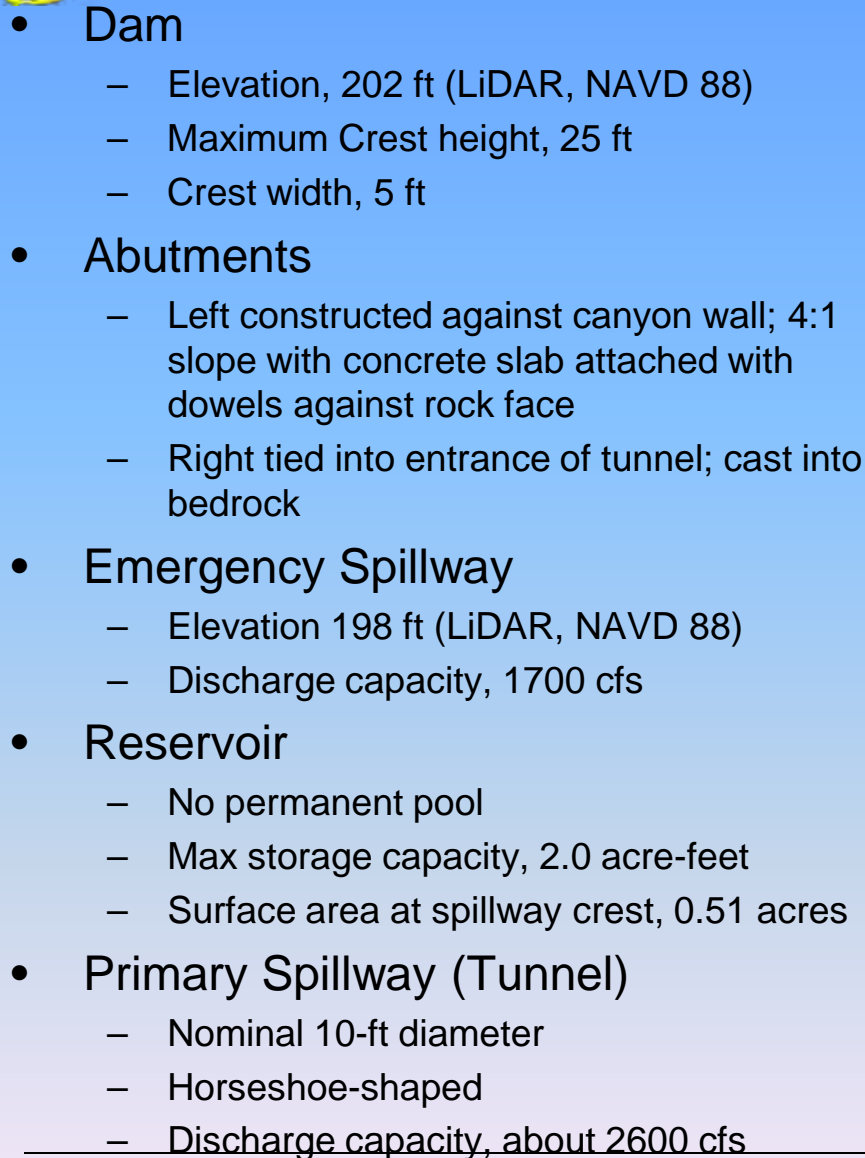 • Dam
– Elevation, 202 ft (LiDAR, NAVD 88)
– Maximum Crest height, 25 ft
– Crest width, 5 ft
• Abutments
– Left constructed against canyon wall; 4:1
slope with concrete slab attached with
dowels against rock face
– Right tied into entrance of tunnel; cast into
bedrock
• Emergency Spillway
– Elevation 198 ft (LiDAR, NAVD 88)
– Discharge capacity, 1700 cfs
• Reservoir
– No permanent pool
– Max storage capacity, 2.0 acre-feet
– Surface area at spillway crest, 0.51 acres
• Primary Spillway (Tunnel)
– Nominal 10-ft diameter
– Horseshoe-shaped
– Discharge capacity, about 2600 cfs